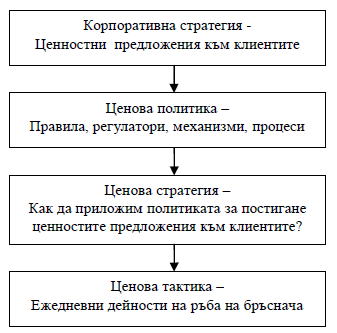 Корпоративна стратегия -
Ценностни предложения към клиентите
Ценова политика –
Правила, регулатори, механизми, процеси
Ценова стратегия –
Как да приложим политиката за постигане
ценностите предложения към клиентите?
Ценова тактика –
Ежедневни дейности на ръба на бръснача